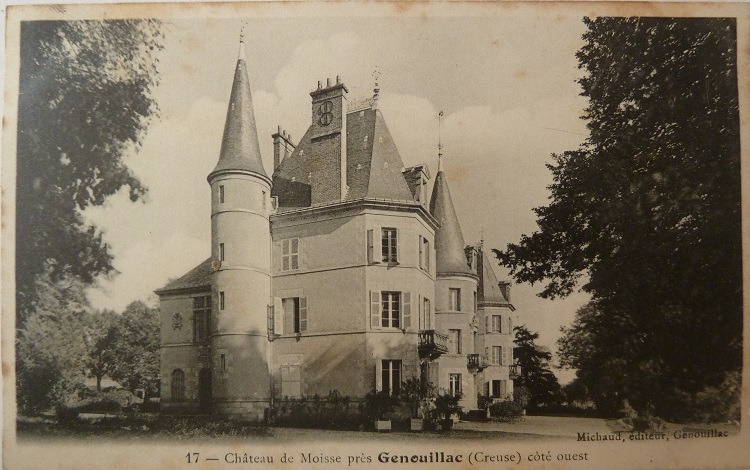 17 — Château de Moisse près Genouillac (Creuse) côté ouest
Michaud, éditeur, Genouillac